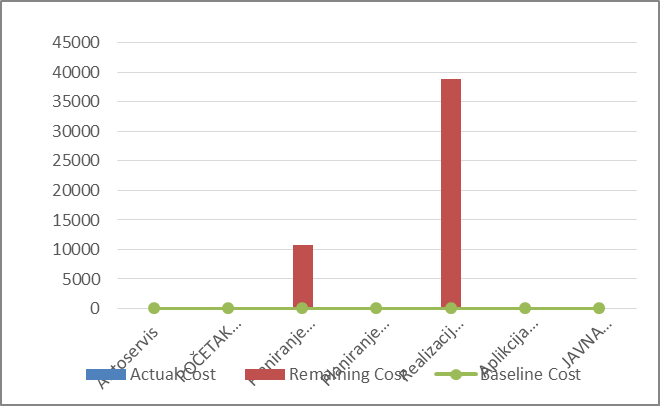 45000
40000
35000
30000
25000
20000
15000
10000
5000
0
Autoservis
POČETAK...
Planiranje...
Planiranje...
Realizacij...
Aplikcija...
JAVNA...
Actual Cost
Remaining Cost
Baseline Cost